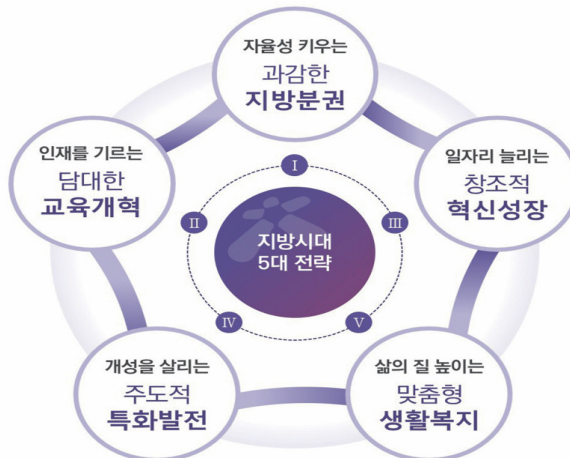 자율성 키우는
과감한
지방분권
인재를 기르는
담대한
교육개혁
일자리 늘리는
창조적
혁신성장
I
II
III
지방시대
5대 전략
IV
V
개성을 살리는
주도적
특화발전
삶의 질 높이는
맞춤형
생활복지